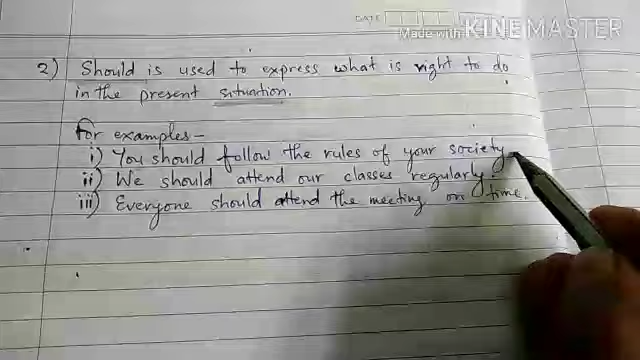 DATE
Made with KINEMASTER
2) Should is used to express what is right to do
in the present situation.
For examples-
i) You should follow the rules of your society.
ii) We should attend our classes regularly.
iii) Everyone should attend the meeting on time.